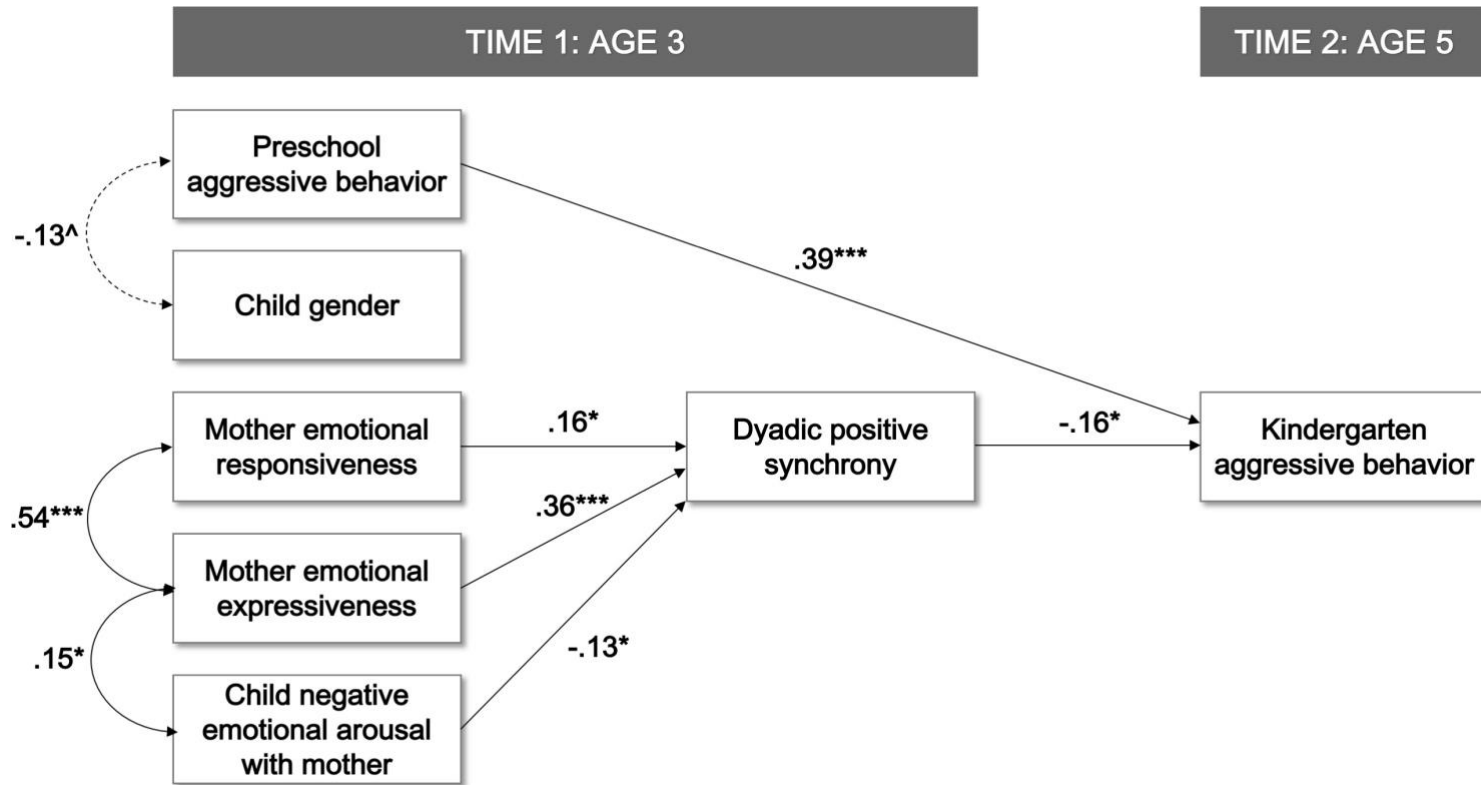 TIME 1: AGE 3
TIME 2: AGE 5
Preschool
aggressive behavior
-.13^
.39***
Child gender
Mother emotional
responsiveness
.16*
Dyadic positive
synchrony
-.16*
Kindergarten
aggressive behavior
.54***
.36***
Mother emotional
expressiveness
.15*
-.13*
Child negative
emotional arousal
with mother